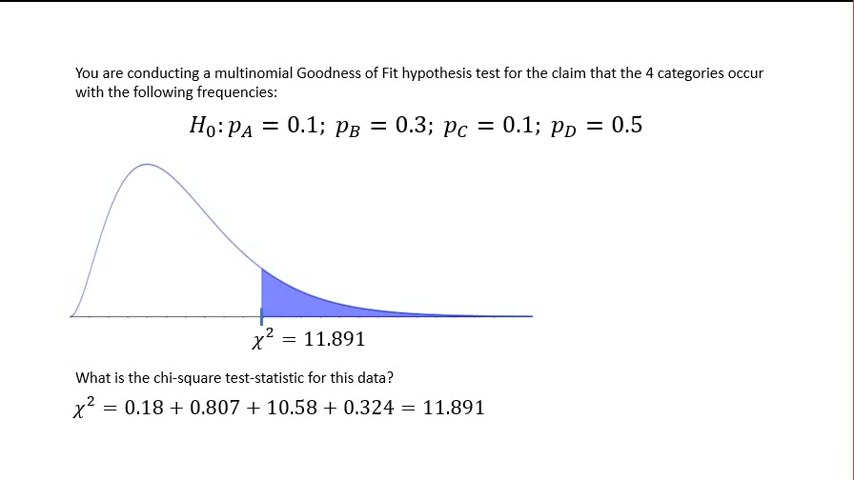 You are conducting a multinomial Goodness of Fit hypothesis test for the claim that the 4 categories occur
with the following frequencies:
H₀: p_A = 0.1; p_B = 0.3; p_C = 0.1; p_D = 0.5
χ² = 11.891
What is the chi-square test-statistic for this data?
χ² = 0.18 + 0.807 + 10.58 + 0.324 = 11.891